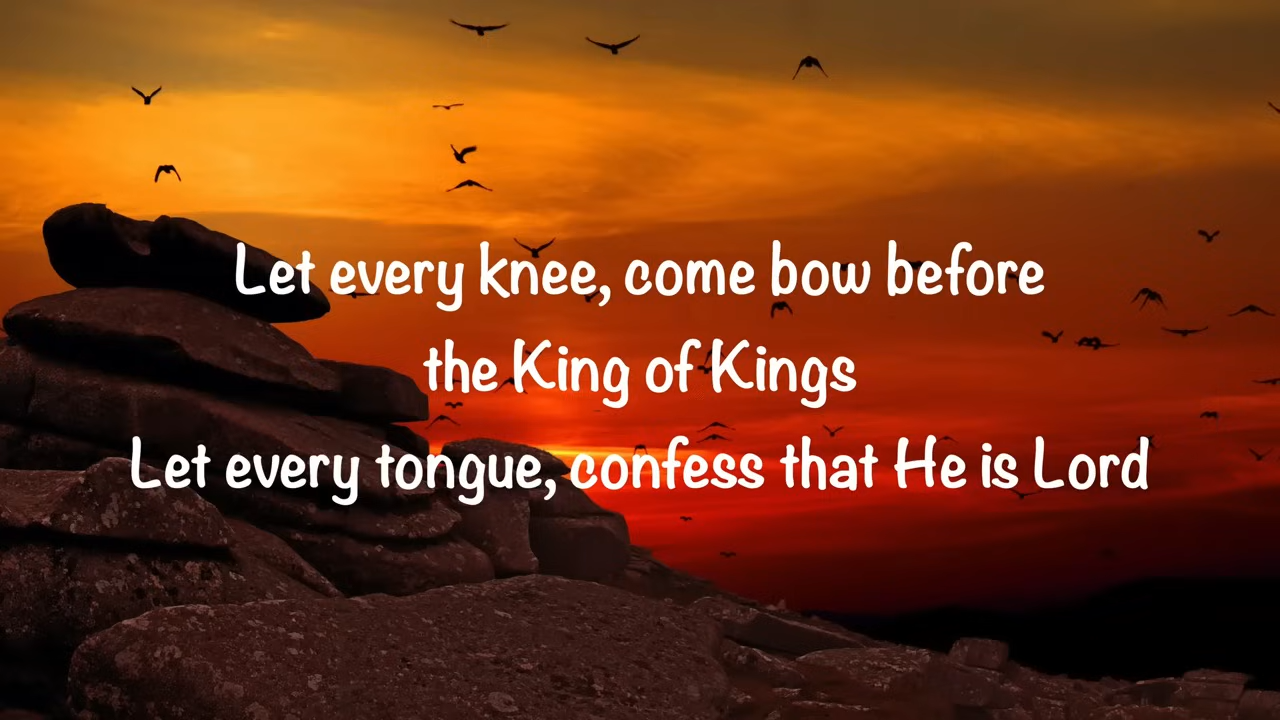 Let every knee, come bow before
the King of Kings
Let every tongue, confess that He is Lord